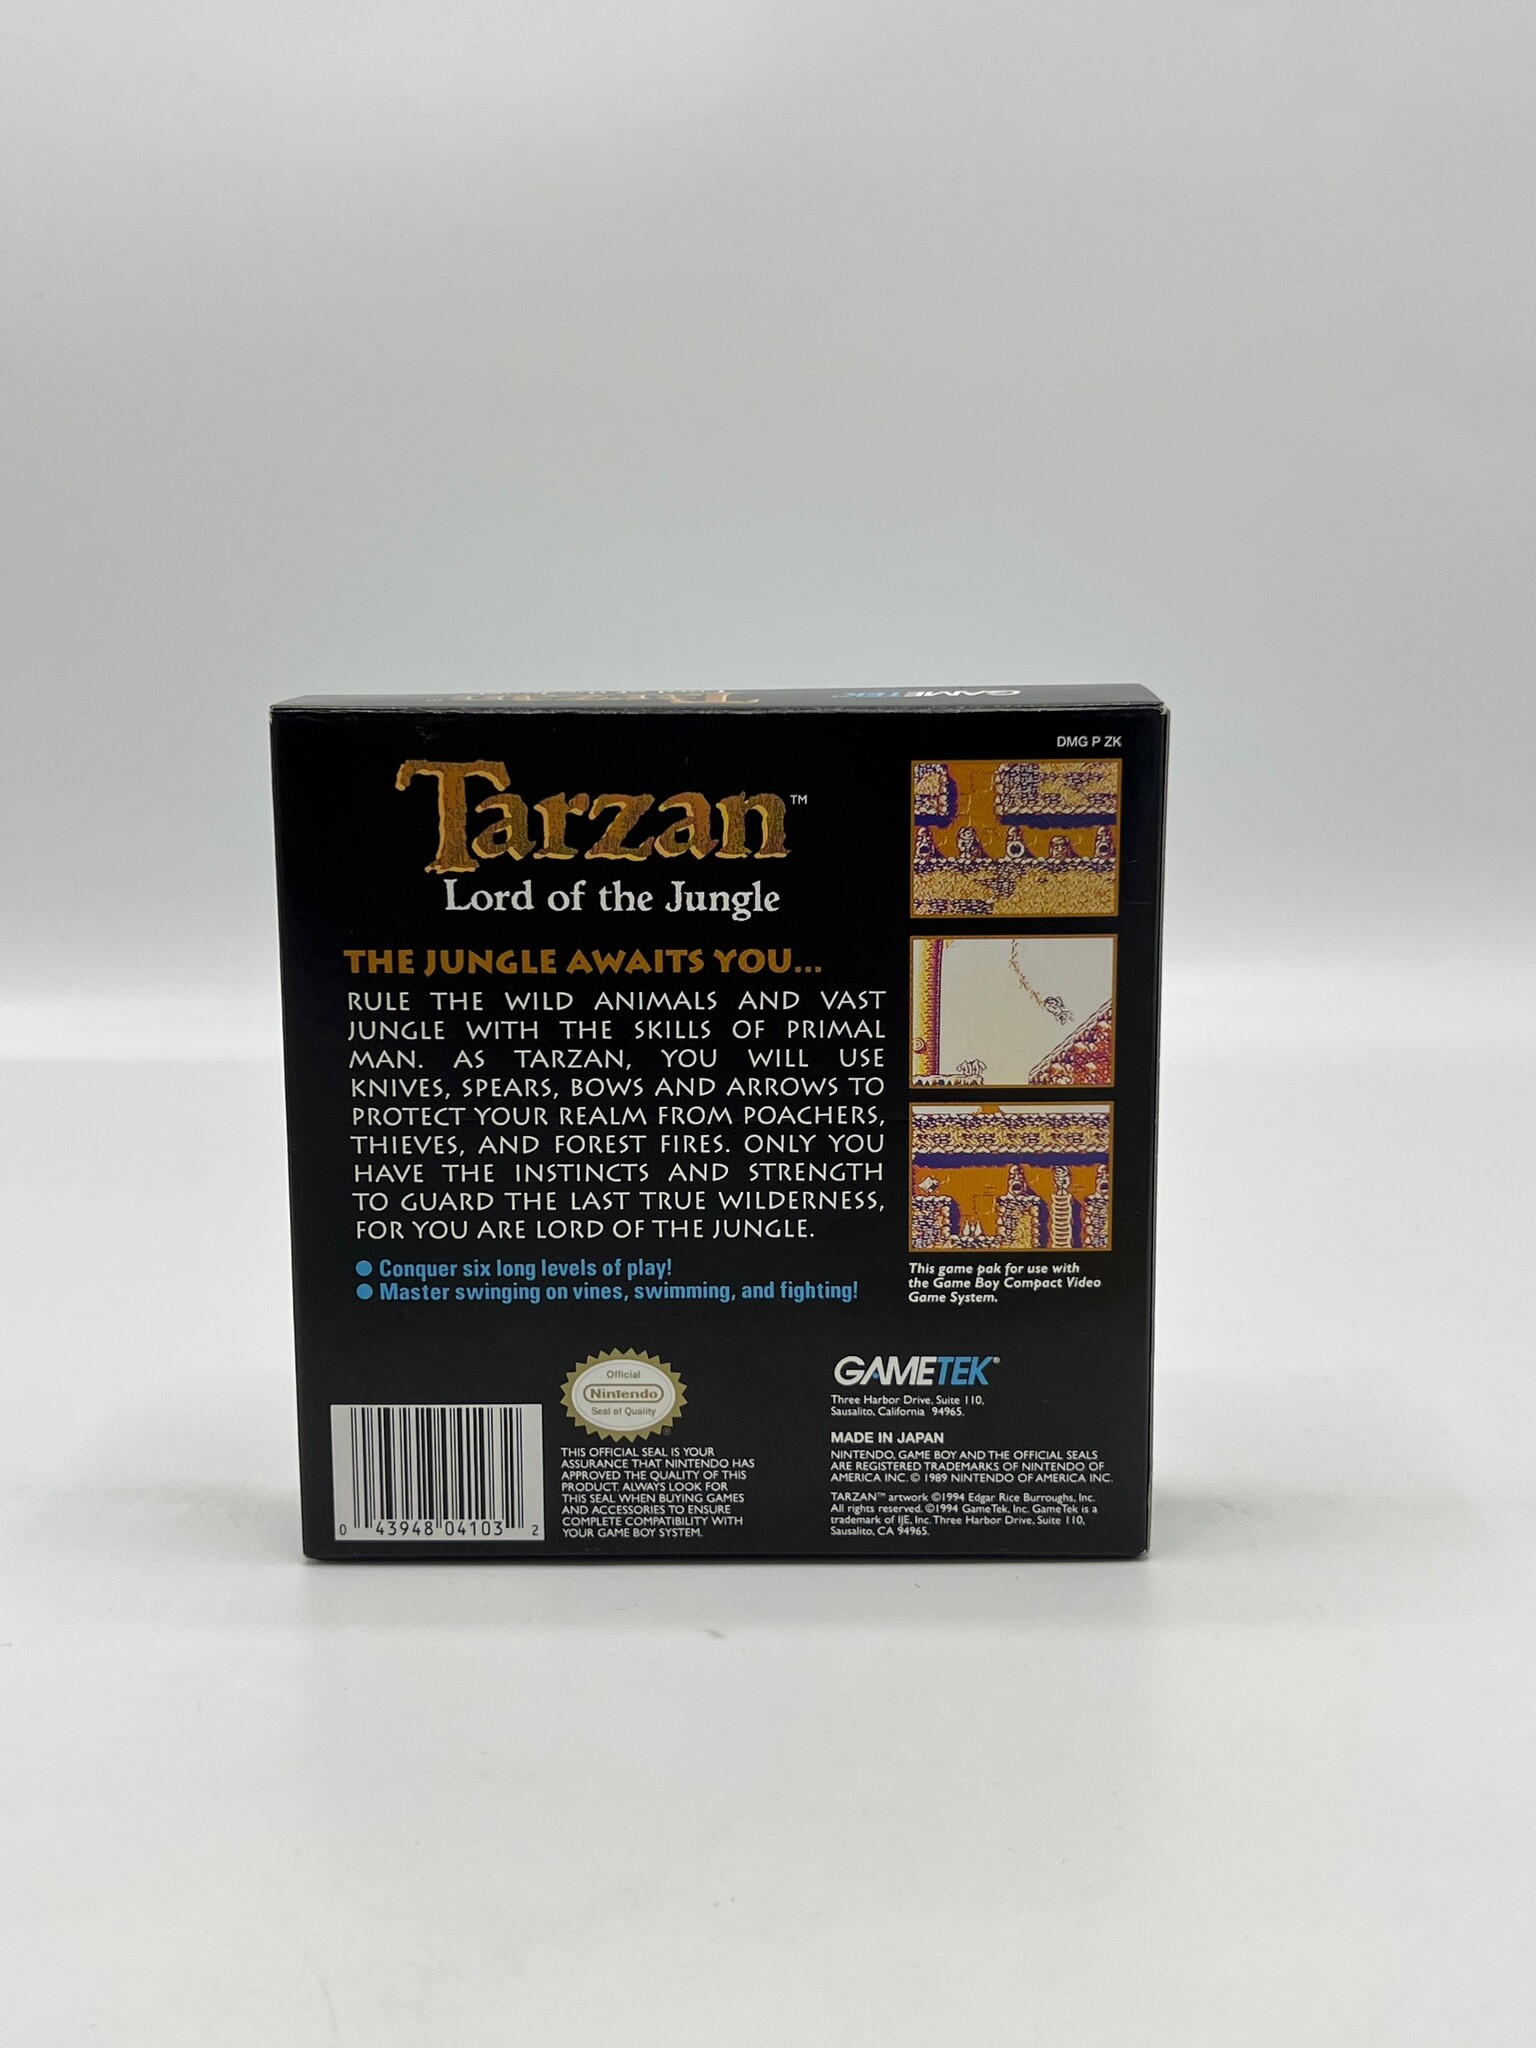 GAMETEK
Tarzan™
DMG P ZK
Tarzan™
Lord of the Jungle
THE JUNGLE AWAITS YOU...
RULE THE WILD ANIMALS AND VAST
JUNGLE WITH THE SKILLS OF PRIMAL
MAN. AS TARZAN, YOU WILL USE
KNIVES, SPEARS, BOWS AND ARROWS TO
PROTECT YOUR REALM FROM POACHERS,
THIEVES, AND FOREST FIRES. ONLY YOU
HAVE THE INSTINCTS AND STRENGTH
TO GUARD THE LAST TRUE WILDERNESS,
FOR YOU ARE LORD OF THE JUNGLE.
● Conquer six long levels of play!
● Master swinging on vines, swimming, and fighting!
This game pak for use with
the Game Boy Compact Video
Game System.
0 43948 04103 2
Official
Nintendo
Seal of Quality
®
THIS OFFICIAL SEAL IS YOUR
ASSURANCE THAT NINTENDO HAS
APPROVED THE QUALITY OF THIS
PRODUCT. ALWAYS LOOK FOR
THIS SEAL WHEN BUYING GAMES
AND ACCESSORIES TO ENSURE
COMPLETE COMPATIBILITY WITH
YOUR GAME BOY SYSTEM.
GAMETEK®
Three Harbor Drive, Suite 110,
Sausalito, California 94965.
MADE IN JAPAN
NINTENDO, GAME BOY AND THE OFFICIAL SEALS
ARE REGISTERED TRADEMARKS OF NINTENDO OF
AMERICA INC. © 1989 NINTENDO OF AMERICA INC.
TARZAN™ artwork ©1994 Edgar Rice Burroughs, Inc.
All rights reserved. ©1994 GameTek, Inc. GameTek is a
trademark of IJE, Inc. Three Harbor Drive, Suite 110,
Sausalito, CA 94965.